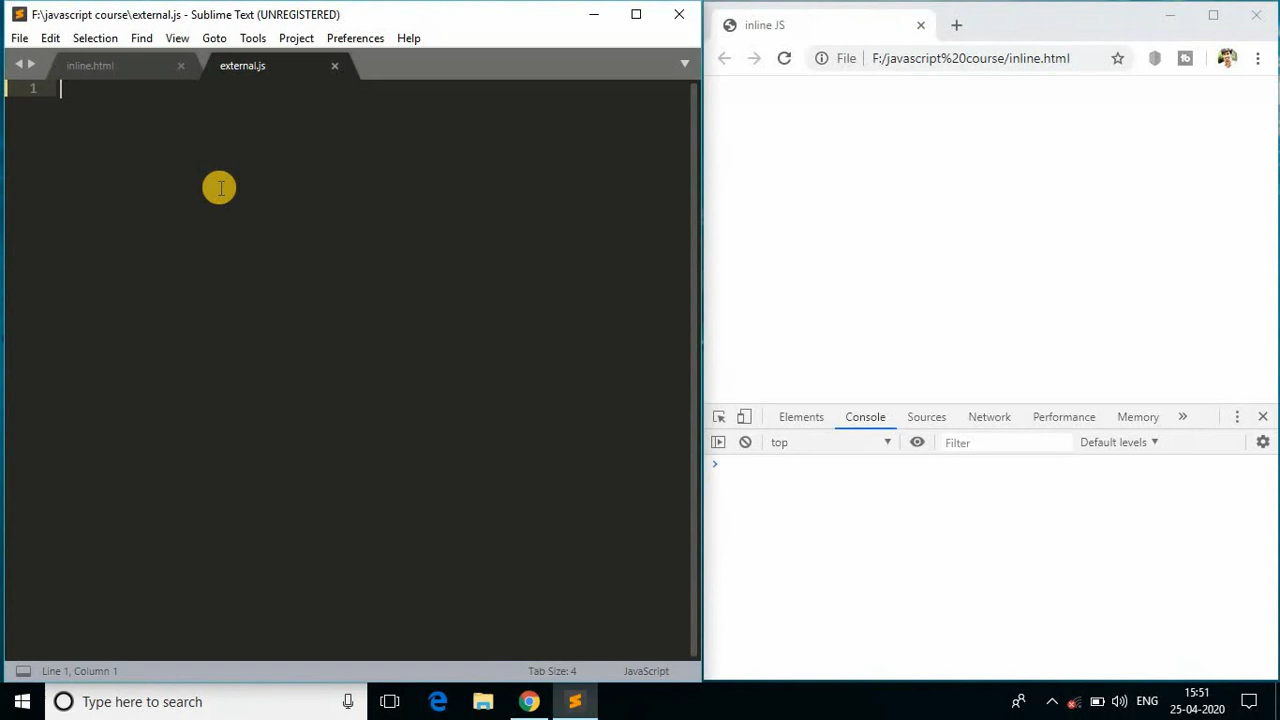 F:\javascript course\external.js - Sublime Text (UNREGISTERED)
File Edit Selection Find View Goto Tools Project Preferences Help
inline.html
external.js
1
Line 1, Column 1
Tab Size: 4
JavaScript
inline JS
File
F:/javascript%20course/inline.html
Elements Console Sources Network Performance Memory
top
Filter
Default levels
Type here to search
ENG
15:51
25-04-2020